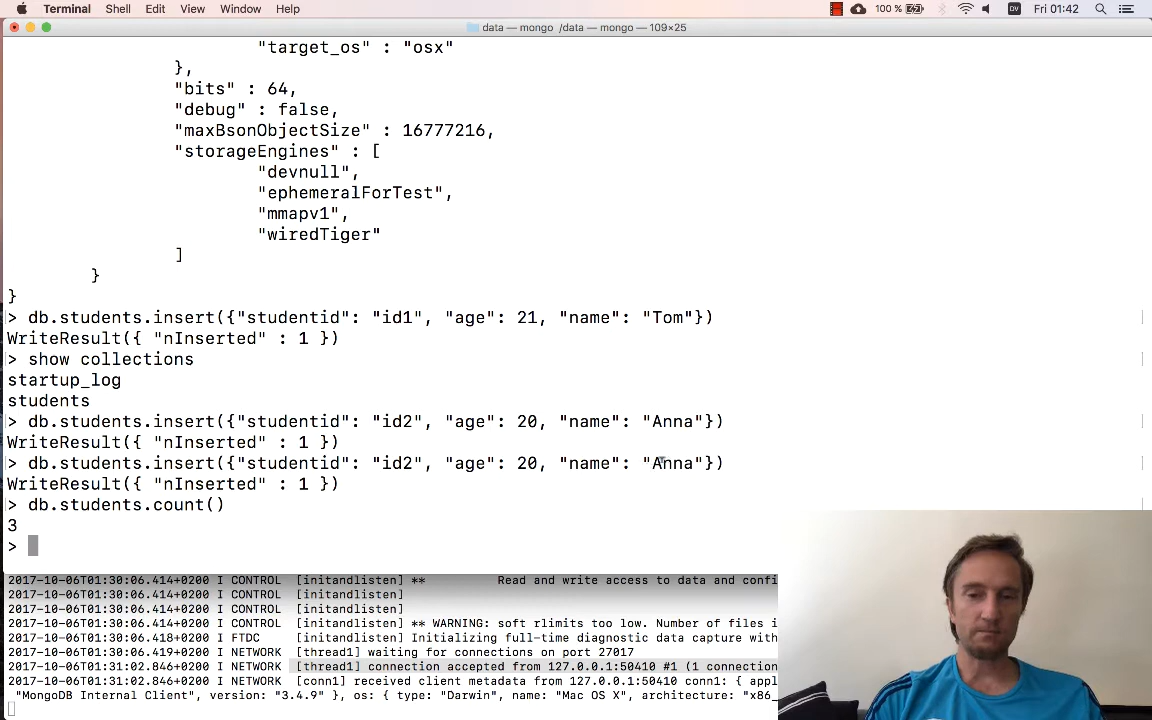 Terminal Shell Edit View Window Help 100 % DV Fri 01:42
data — mongo /data — mongo — 109×25
"target_os" : "osx"
},
"bits" : 64,
"debug" : false,
"maxBsonObjectSize" : 16777216,
"storageEngines" : [
"devnull",
"ephemeralForTest",
"mmapv1",
"wiredTiger"
]
}
}
> db.students.insert({"studentid": "id1", "age": 21, "name": "Tom"})
WriteResult({ "nInserted" : 1 })
> show collections
startup_log
students
> db.students.insert({"studentid": "id2", "age": 20, "name": "Anna"})
WriteResult({ "nInserted" : 1 })
> db.students.insert({"studentid": "id2", "age": 20, "name": "Anna"})
WriteResult({ "nInserted" : 1 })
> db.students.count()
3
>
2017-10-06T01:30:06.414+0200 I CONTROL [initandlisten] ** Read and write access to data and confi
2017-10-06T01:30:06.414+0200 I CONTROL [initandlisten]
2017-10-06T01:30:06.414+0200 I CONTROL [initandlisten]
2017-10-06T01:30:06.414+0200 I CONTROL [initandlisten] ** WARNING: soft rlimits too low. Number of files i
2017-10-06T01:30:06.418+0200 I FTDC [initandlisten] Initializing full-time diagnostic data capture with
2017-10-06T01:30:06.419+0200 I NETWORK [thread1] waiting for connections on port 27017
2017-10-06T01:31:02.846+0200 I NETWORK [thread1] connection accepted from 127.0.0.1:50410 #1 (1 connection
2017-10-06T01:31:02.846+0200 I NETWORK [conn1] received client metadata from 127.0.0.1:50410 conn1: { appl
"MongoDB Internal Client", version: "3.4.9" }, os: { type: "Darwin", name: "Mac OS X", architecture: "x86_